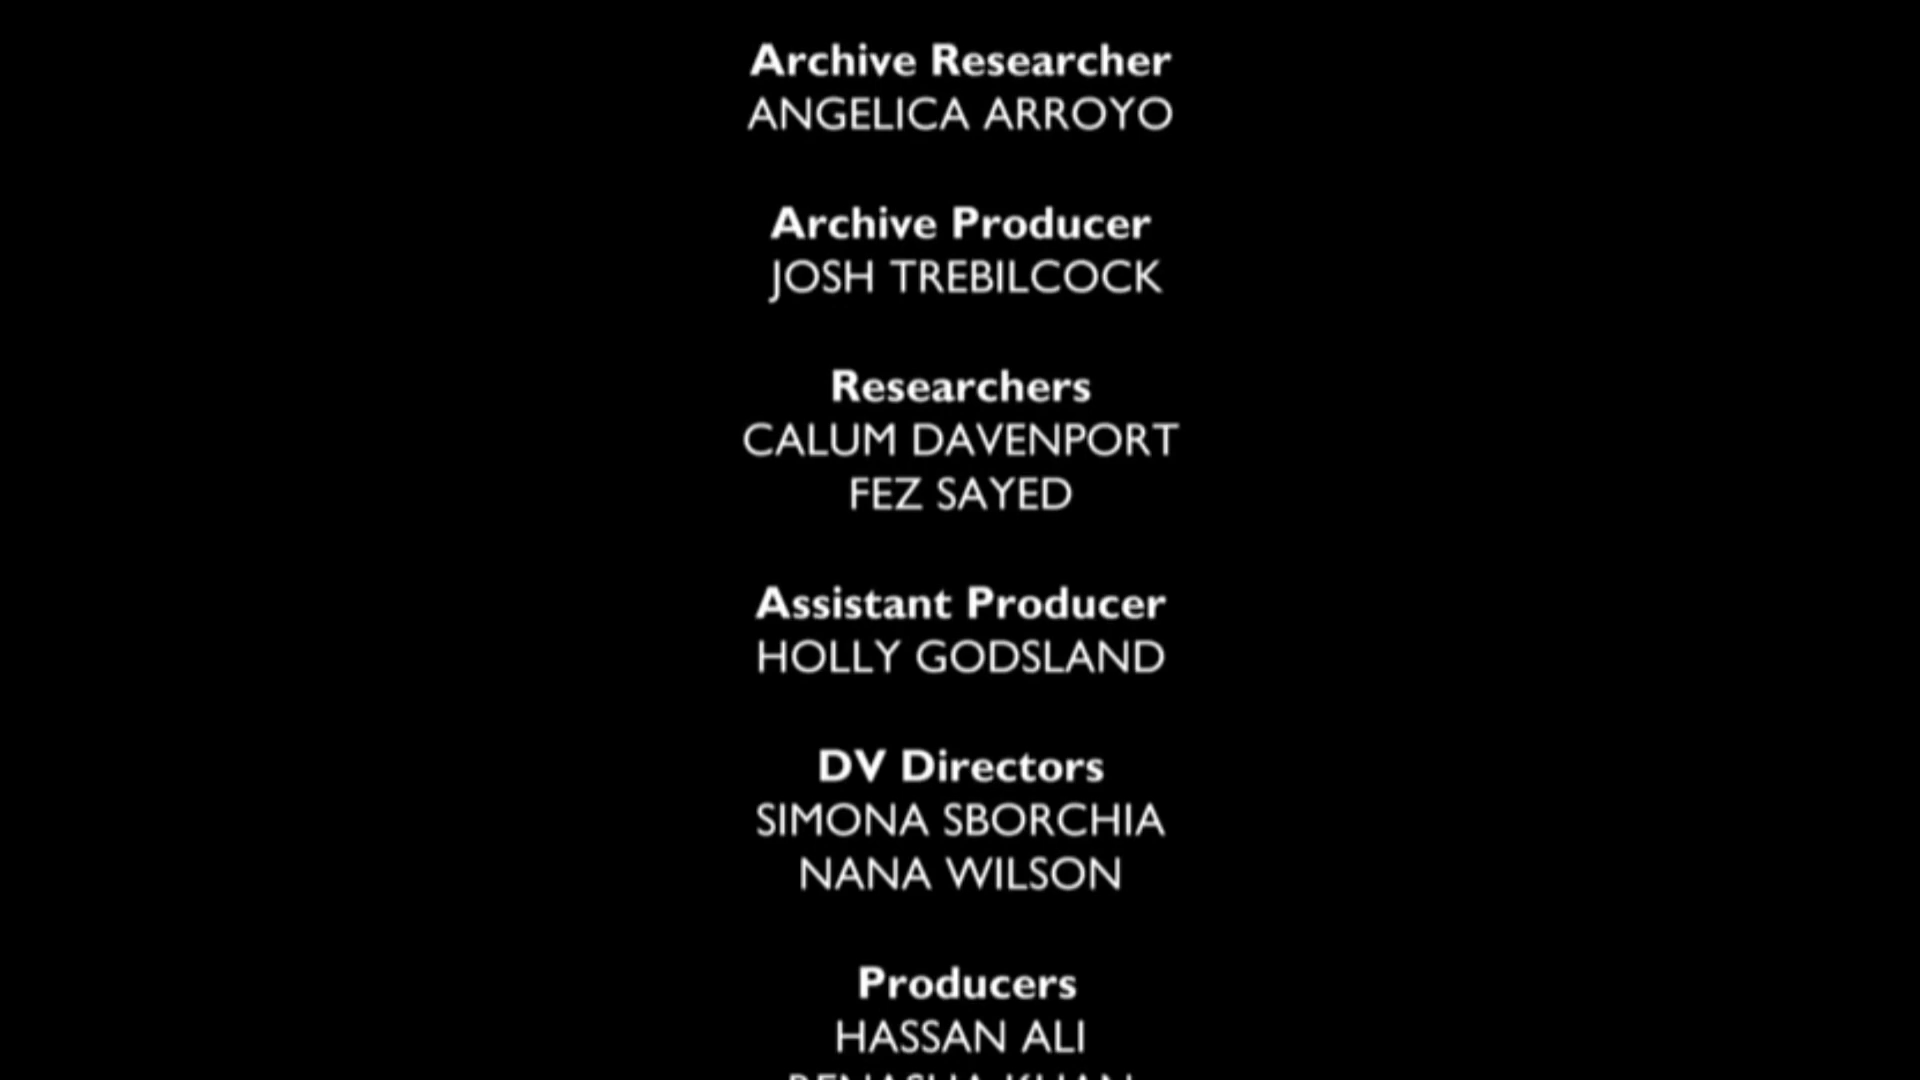 Archive Researcher
ANGELICA ARROYO
Archive Producer
JOSH TREBILCOCK
Researchers
CALUM DAVENPORT
FEZ SAYED
Assistant Producer
HOLLY GODSLAND
DV Directors
SIMONA SBORCHIA
NANA WILSON
Producers
HASSAN ALI
KHAN